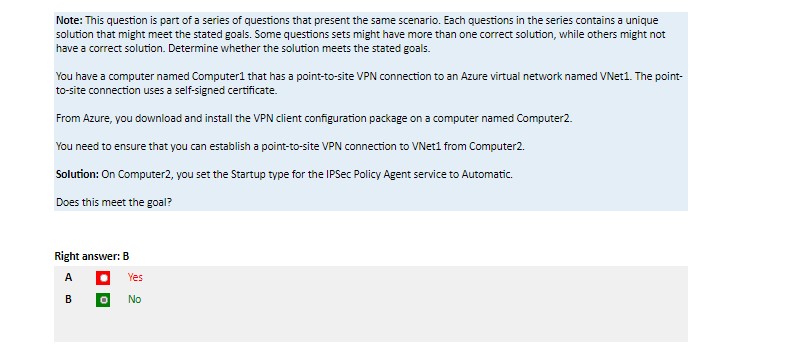 Note: This question is part of a series of questions that present the same scenario. Each questions in the series contains a unique
solution that might meet the stated goals. Some questions sets might have more than one correct solution, while others might not
have a correct solution. Determine whether the solution meets the stated goals.
You have a computer named Computer1 that has a point-to-site VPN connection to an Azure virtual network named VNet1. The point-
to-site connection uses a self-signed certificate.
From Azure, you download and install the VPN client configuration package on a computer named Computer2.
You need to ensure that you can establish a point-to-site VPN connection to VNet1 from Computer2.
Solution: On Computer2, you set the Startup type for the IPSec Policy Agent service to Automatic.
Does this meet the goal?
Right answer: B
A Yes
B No